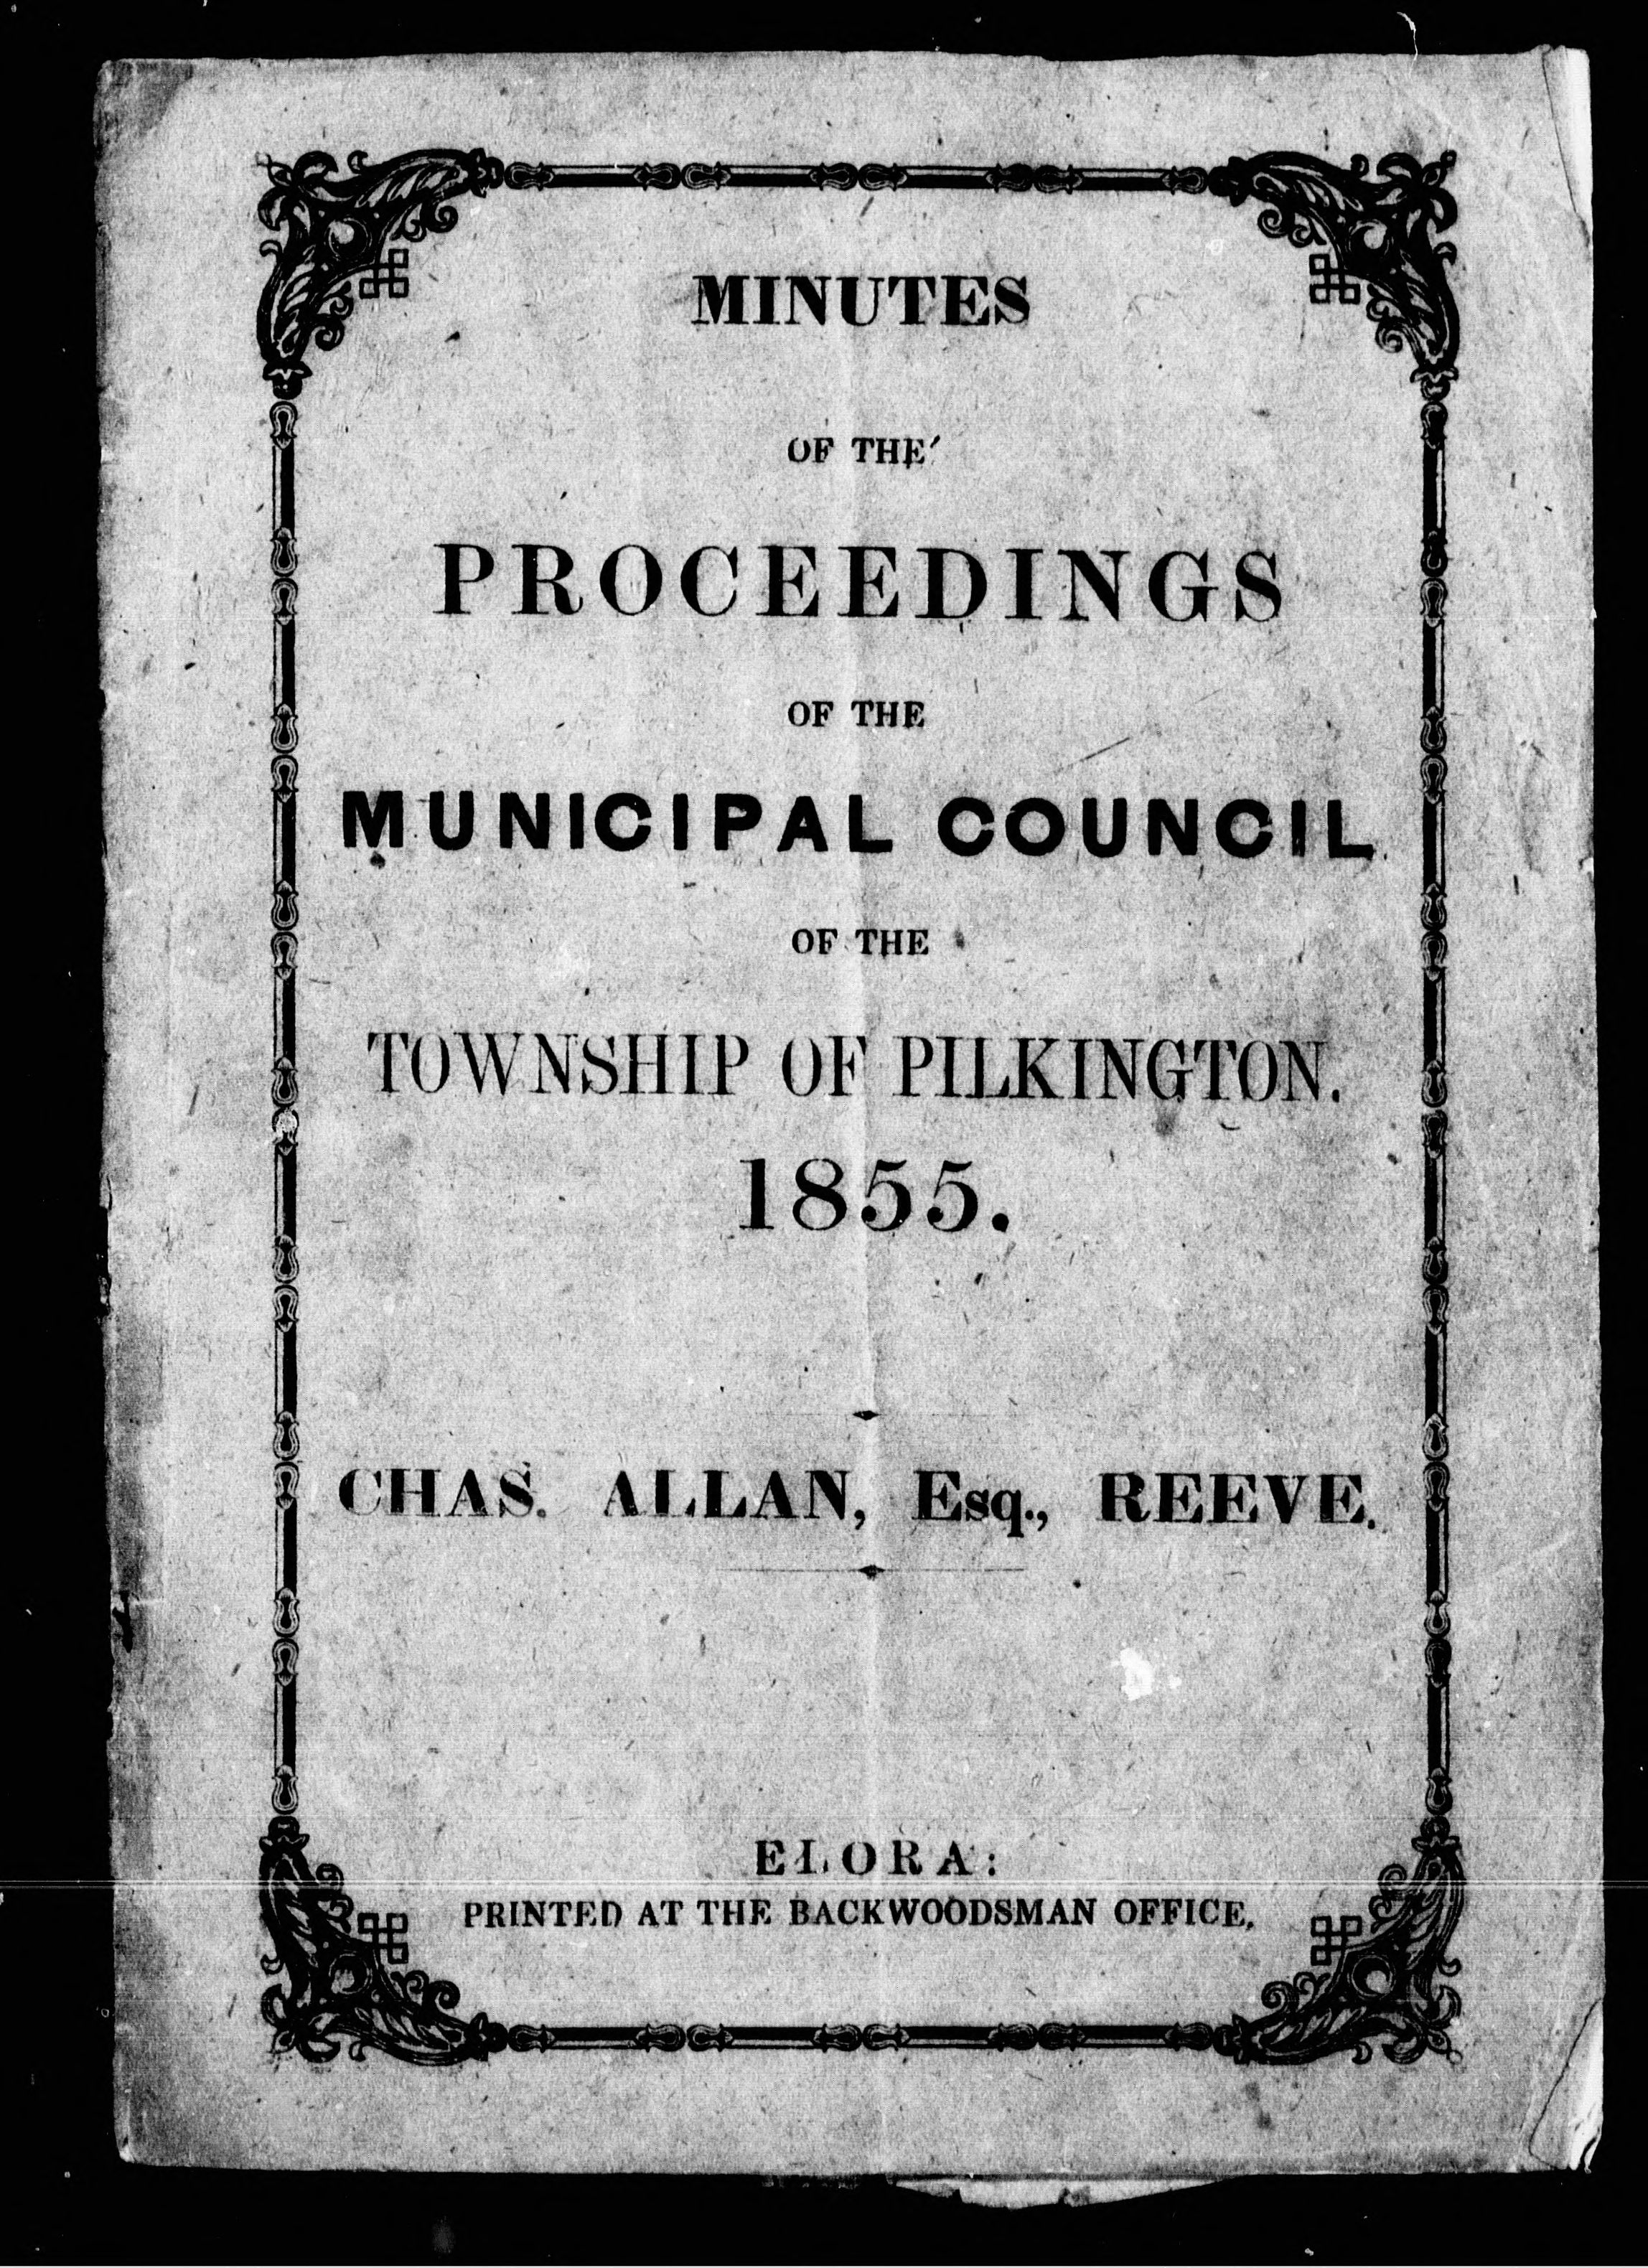 MINUTES
OF THE
PROCEEDINGS
OF THE
MUNICIPAL COUNCIL
OF THE
TOWNSHIP OF PILKINGTON.
1855.
CHAS. ALLAN, Esq., REEVE.
ELORA:
PRINTED AT THE BACKWOODSMAN OFFICE,